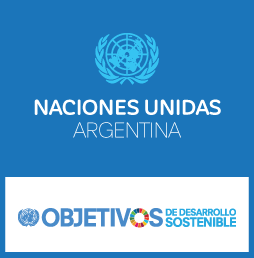 NACIONES UNIDAS
ARGENTINA
OBJETIVOS DE DESARROLLO
SOSTENIBLE